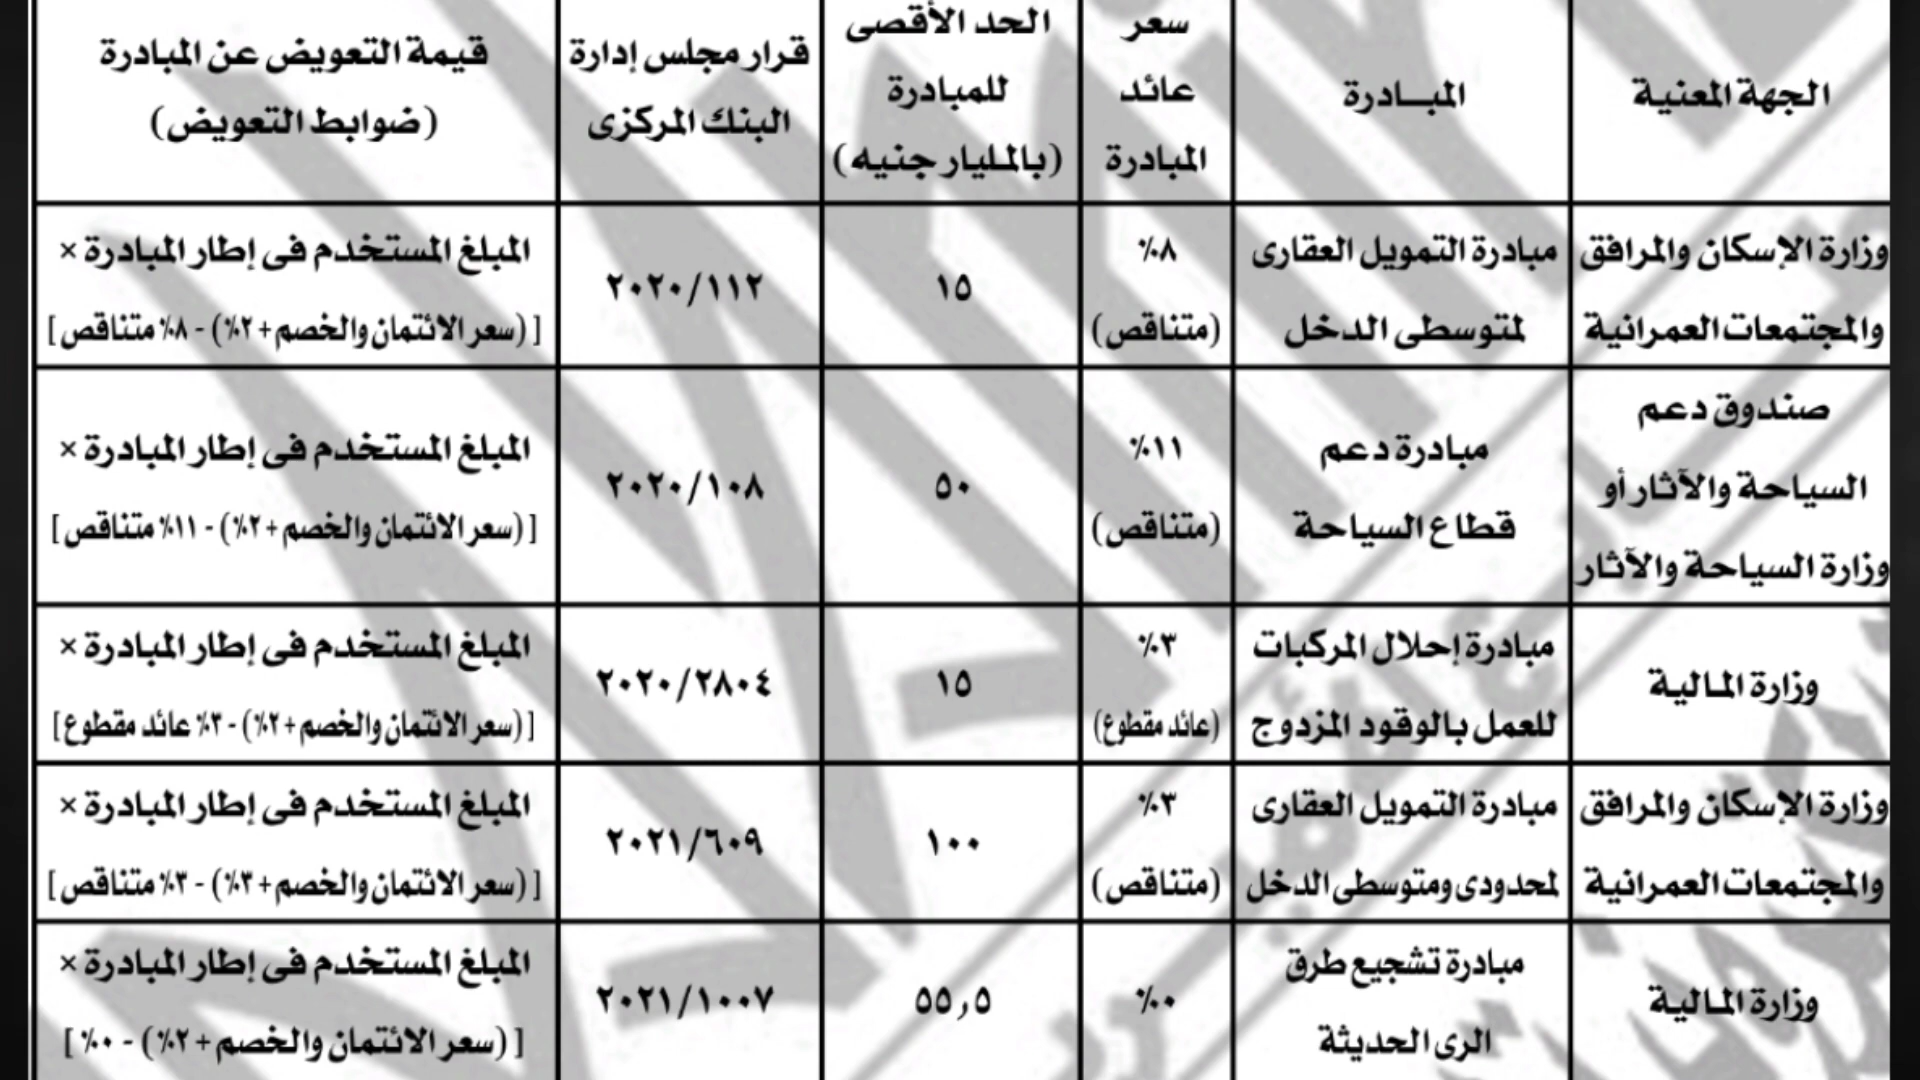 الجهة المعنية
المبـــادرة
سعر
عائد
المبادرة
الحد الأقصى
للمبادرة
(بالمليار جنيه)
قرار مجلس إدارة
البنك المركزى
قيمة التعويض عن المبادرة
(ضوابط التعويض)
وزارة الإسكان والمرافق
والمجتمعات العمرانية
مبادرة التمويل العقارى
لمتوسطى الدخل
٨٪
(متناقص)
١٥
٢٠٢٠/١١٢
المبلغ المستخدم فى إطار المبادرة ×
[ (سعر الائتمان والخصم + ٢٪) - ٨٪ متناقص ]
صندوق دعم
السياحة والآثار أو
وزارة السياحة والآثار
مبادرة دعم
قطاع السياحة
١١٪
(متناقص)
٥٠
٢٠٢٠/١٠٨
المبلغ المستخدم فى إطار المبادرة ×
[ (سعر الائتمان والخصم + ٢٪) - ١١٪ متناقص ]
وزارة المالية
مبادرة إحلال المركبات
للعمل بالوقود المزدوج
٣٪
(عائد مقطوع)
١٥
٢٠٢٠/٢٨٠٤
المبلغ المستخدم فى إطار المبادرة ×
[ (سعر الائتمان والخصم + ٢٪) - ٣٪ عائد مقطوع ]
وزارة الإسكان والمرافق
والمجتمعات العمرانية
مبادرة التمويل العقارى
لمحدودى ومتوسطى الدخل
٣٪
(متناقص)
١٠٠
٢٠٢١/٦٠٩
المبلغ المستخدم فى إطار المبادرة ×
[ (سعر الائتمان والخصم + ٣٪) - ٣٪ متناقص ]
وزارة المالية
مبادرة تشجيع طرق
الرى الحديثة
٠٪
٥٥,٥
٢٠٢١/١٠٠٧
المبلغ المستخدم فى إطار المبادرة ×
[ (سعر الائتمان والخصم + ٢٪) - ٠٪ ]